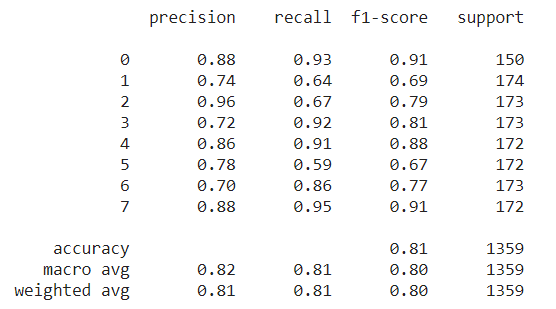 precision recall f1-score support
0 0.88 0.93 0.91 150
1 0.74 0.64 0.69 174
2 0.96 0.67 0.79 173
3 0.72 0.92 0.81 173
4 0.86 0.91 0.88 172
5 0.78 0.59 0.67 172
6 0.70 0.86 0.77 173
7 0.88 0.95 0.91 172
accuracy 0.81 1359
macro avg 0.82 0.81 0.80 1359
weighted avg 0.81 0.81 0.80 1359